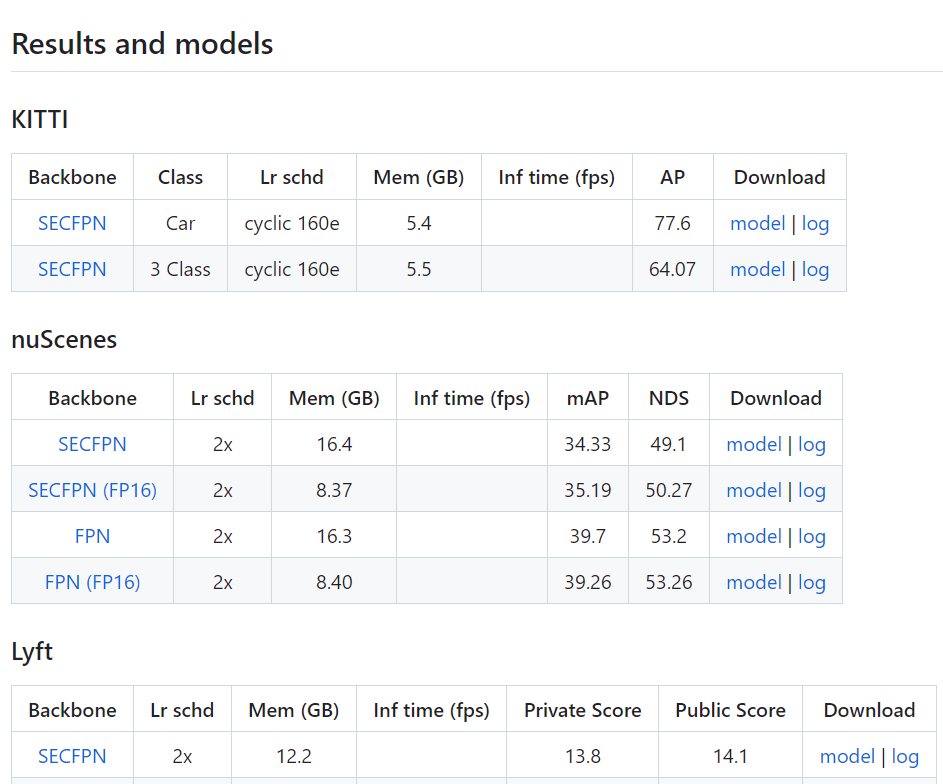 Results and models
KITTI
Backbone Class Lr schd Mem (GB) Inf time (fps) AP Download
SECFPN Car cyclic 160e 5.4 77.6 model | log
SECFPN 3 Class cyclic 160e 5.5 64.07 model | log
nuScenes
Backbone Lr schd Mem (GB) Inf time (fps) mAP NDS Download
SECFPN 2x 16.4 34.33 49.1 model | log
SECFPN (FP16) 2x 8.37 35.19 50.27 model | log
FPN 2x 16.3 39.7 53.2 model | log
FPN (FP16) 2x 8.40 39.26 53.26 model | log
Lyft
Backbone Lr schd Mem (GB) Inf time (fps) Private Score Public Score Download
SECFPN 2x 12.2 13.8 14.1 model | log